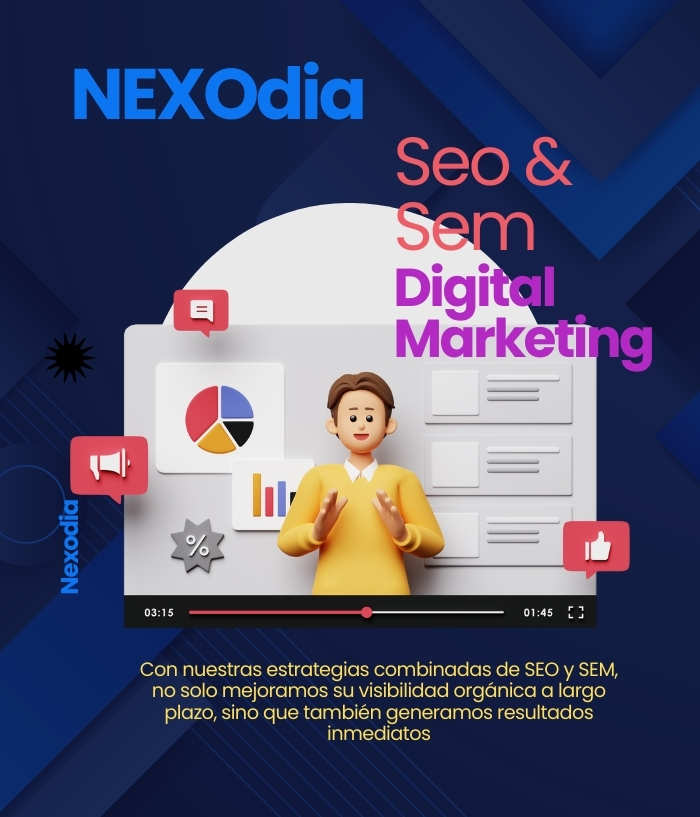 NEXOdia
Seo &
Sem
Digital
Marketing
%
Nexodia
03:15
01:45
Con nuestras estrategias combinadas de SEO y SEM,
no solo mejoramos su visibilidad orgánica a largo
plazo, sino que también generamos resultados
inmediatos